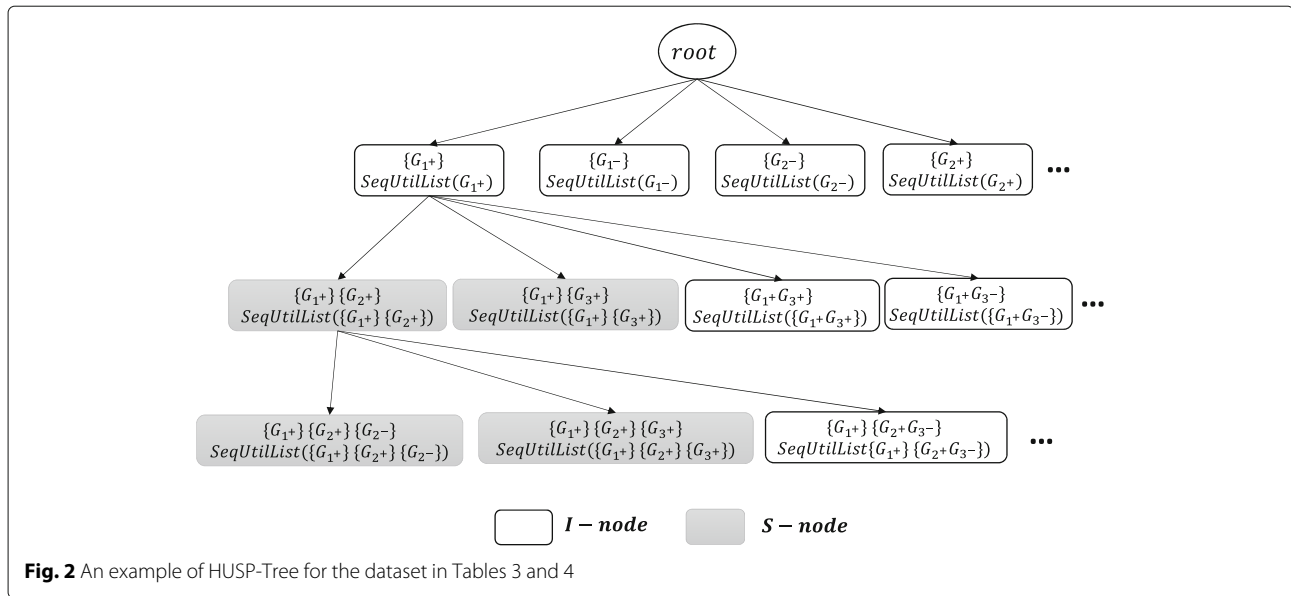 root
{G₁⁺} {G₁⁻} {G₂⁻} {G₂⁺}
SeqUtilList(G₁⁺) SeqUtilList(G₁⁻) SeqUtilList(G₂⁻) SeqUtilList(G₂⁺) ...
{G₁⁺} {G₂⁺} {G₁⁺} {G₃⁺} {G₁⁺G₃⁺} {G₁⁺G₃⁻}
SeqUtilList({G₁⁺} {G₂⁺}) SeqUtilList({G₁⁺} {G₃⁺}) SeqUtilList({G₁⁺G₃⁺}) SeqUtilList({G₁⁺G₃⁻}) ...
{G₁⁺} {G₂⁺} {G₂⁻} {G₁⁺} {G₂⁺} {G₃⁺} {G₁⁺} {G₂⁺G₃⁻}
SeqUtilList({G₁⁺} {G₂⁺} {G₂⁻}) SeqUtilList({G₁⁺} {G₂⁺} {G₃⁺}) SeqUtilList{G₁⁺} {G₂⁺G₃⁻}) ...
I − node S − node
Fig. 2 An example of HUSP-Tree for the dataset in Tables 3 and 4